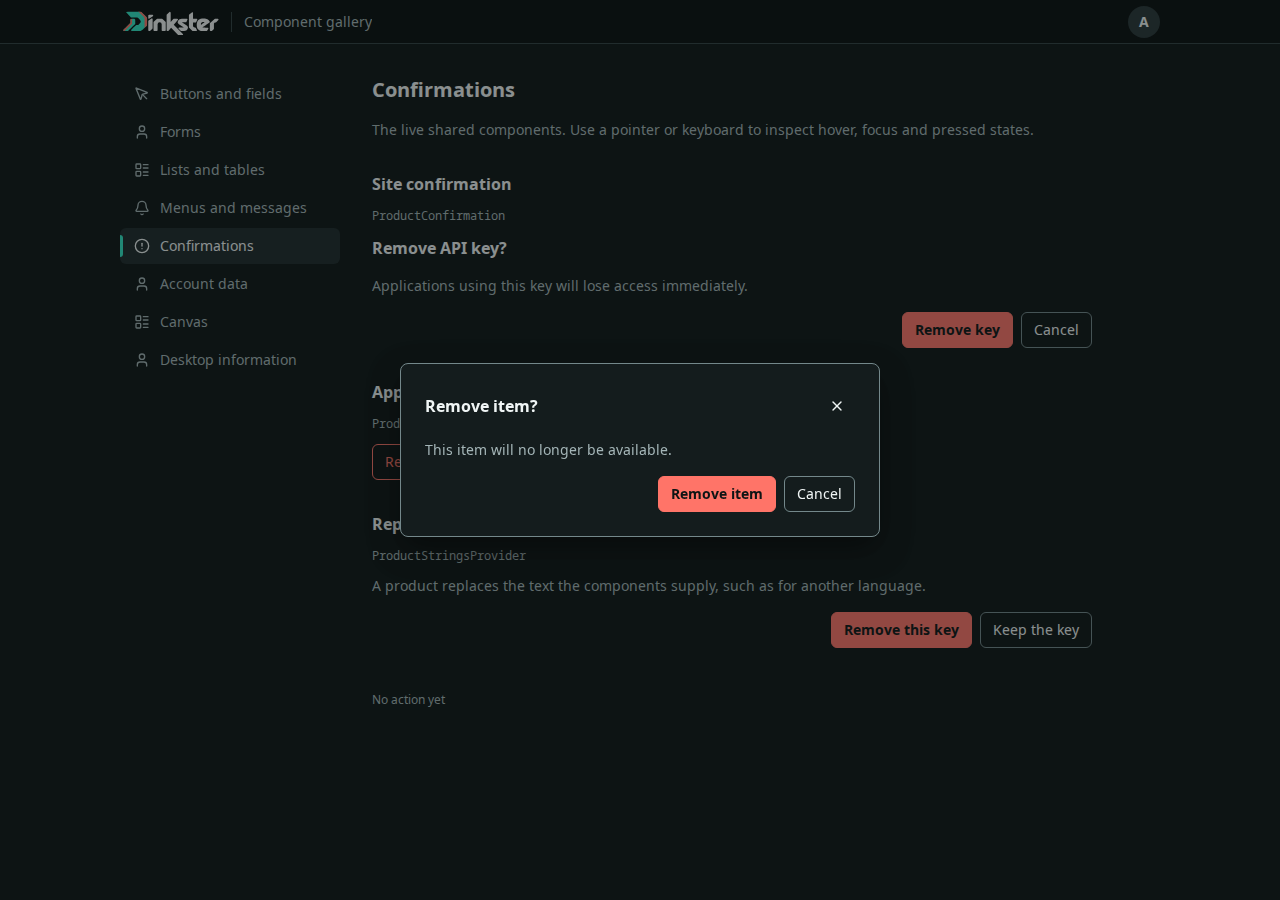 Dinkster
Component gallery
A
Buttons and fields
Forms
Lists and tables
Menus and messages
Confirmations
Account data
Canvas
Desktop information
Confirmations
The live shared components. Use a pointer or keyboard to inspect hover, focus and pressed states.
Site confirmation
ProductConfirmation
Remove API key?
Applications using this key will lose access immediately.
Remove key
Cancel
Remove item?
This item will no longer be available.
Remove item
Cancel
ProductStringsProvider
A product replaces the text the components supply, such as for another language.
Remove this key
Keep the key
No action yet